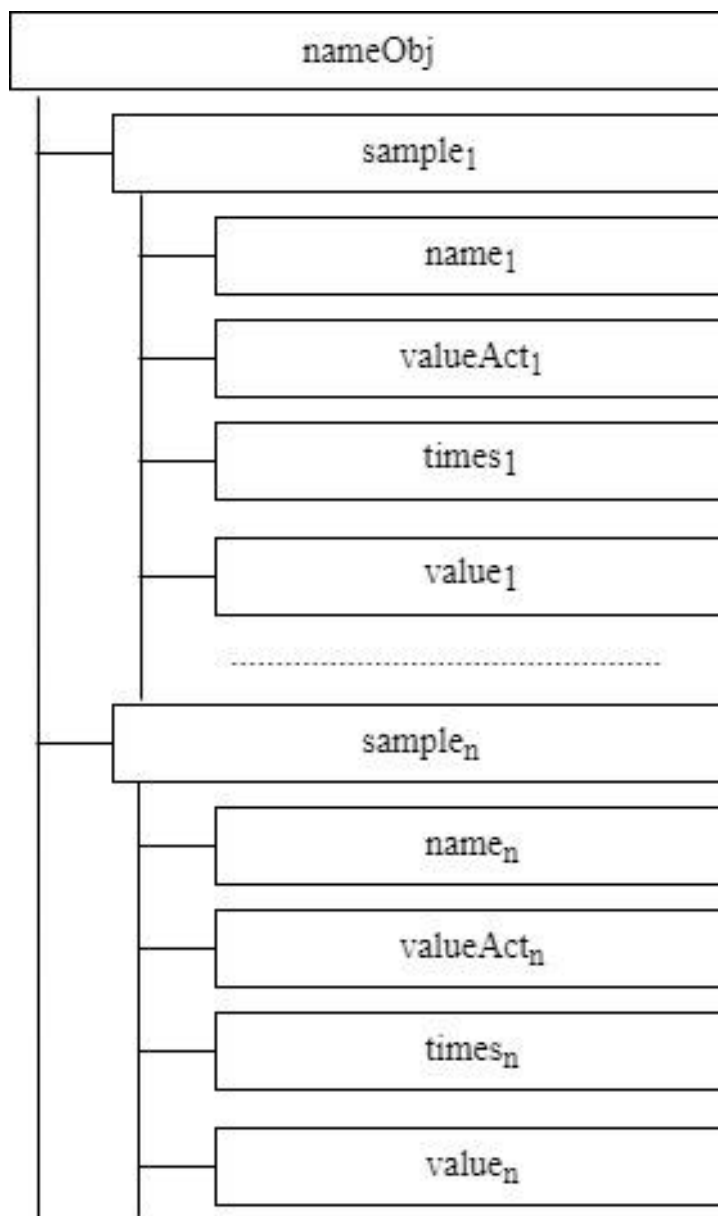 nameObj
sample₁
name₁
valueAct₁
times₁
value₁
sampleₙ
nameₙ
valueActₙ
timesₙ
valueₙ